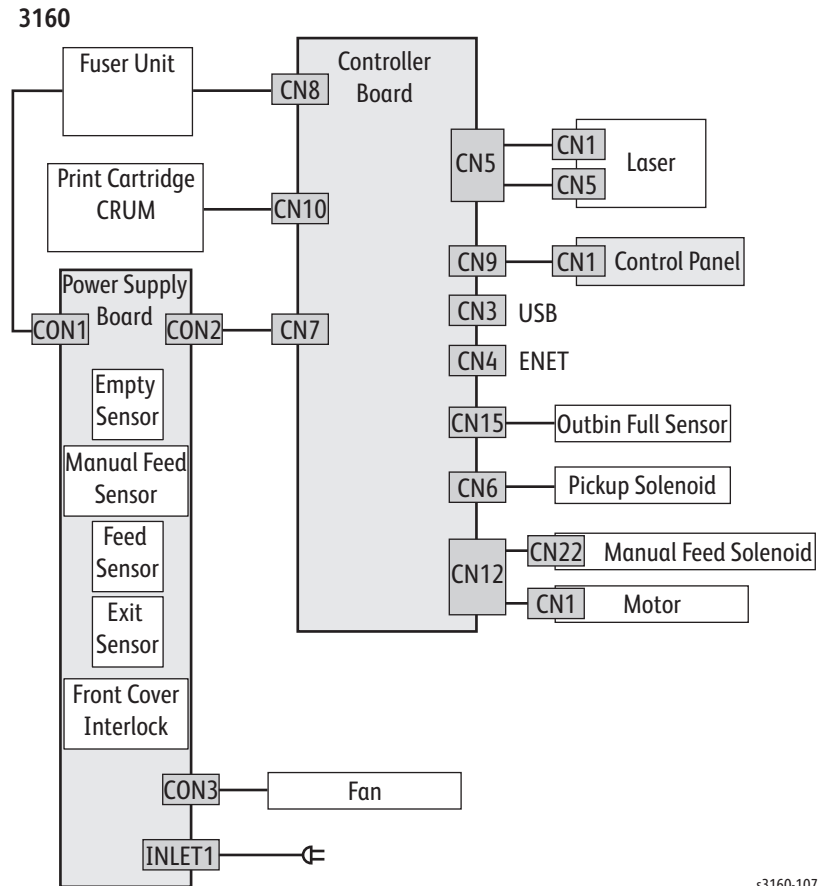 3160
Fuser Unit
CN8
Controller
Board
CN5
CN1
CN5
Laser
Print Cartridge
CRUM
CN10
CN9
CN1
Control Panel
Power Supply
Board
CON1
CON2
CN7
CN3
USB
CN4
ENET
Empty
Sensor
CN15
Outbin Full Sensor
Manual Feed
Sensor
CN6
Pickup Solenoid
Feed
Sensor
CN12
CN22
Manual Feed Solenoid
CN1
Motor
Exit
Sensor
Front Cover
Interlock
CON3
Fan
INLET1
s3160-107